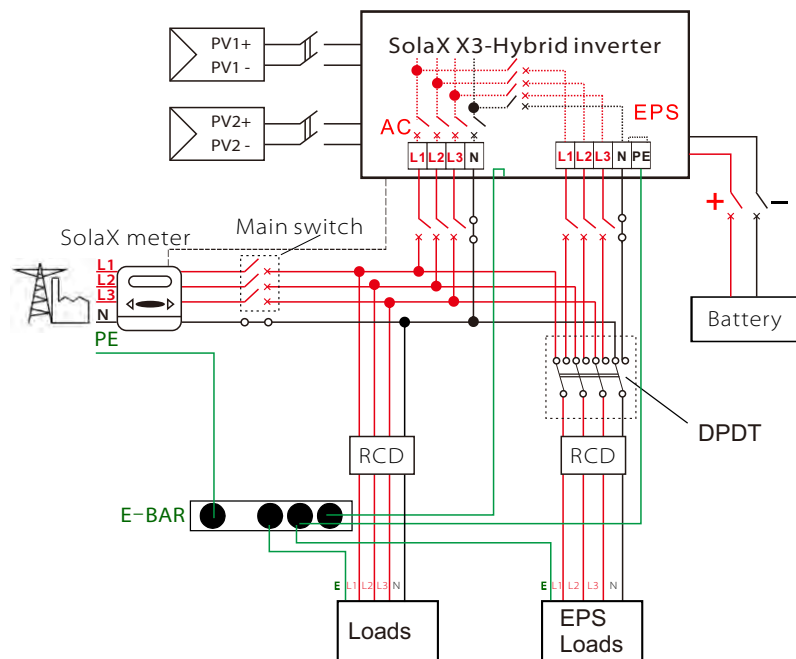 PV1+
PV1 -
PV2+
PV2 -
SolaX X3-Hybrid inverter
AC
EPS
L1 L2 L3 N
L1 L2 L3 N PE
+ −
Battery
SolaX meter
Main switch
L1
L2
L3
N
PE
DPDT
RCD
RCD
E-BAR
E L1 L2 L3 N
E L1 L2 L3 N
Loads
EPS
Loads